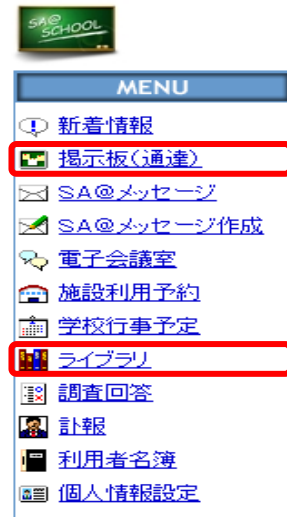 SA@
SCHOOL
MENU
新着情報
掲示板(通達)
SA@メッセージ
SA@メッセージ作成
電子会議室
施設利用予約
学校行事予定
ライブラリ
調査回答
訃報
利用者名簿
個人情報設定